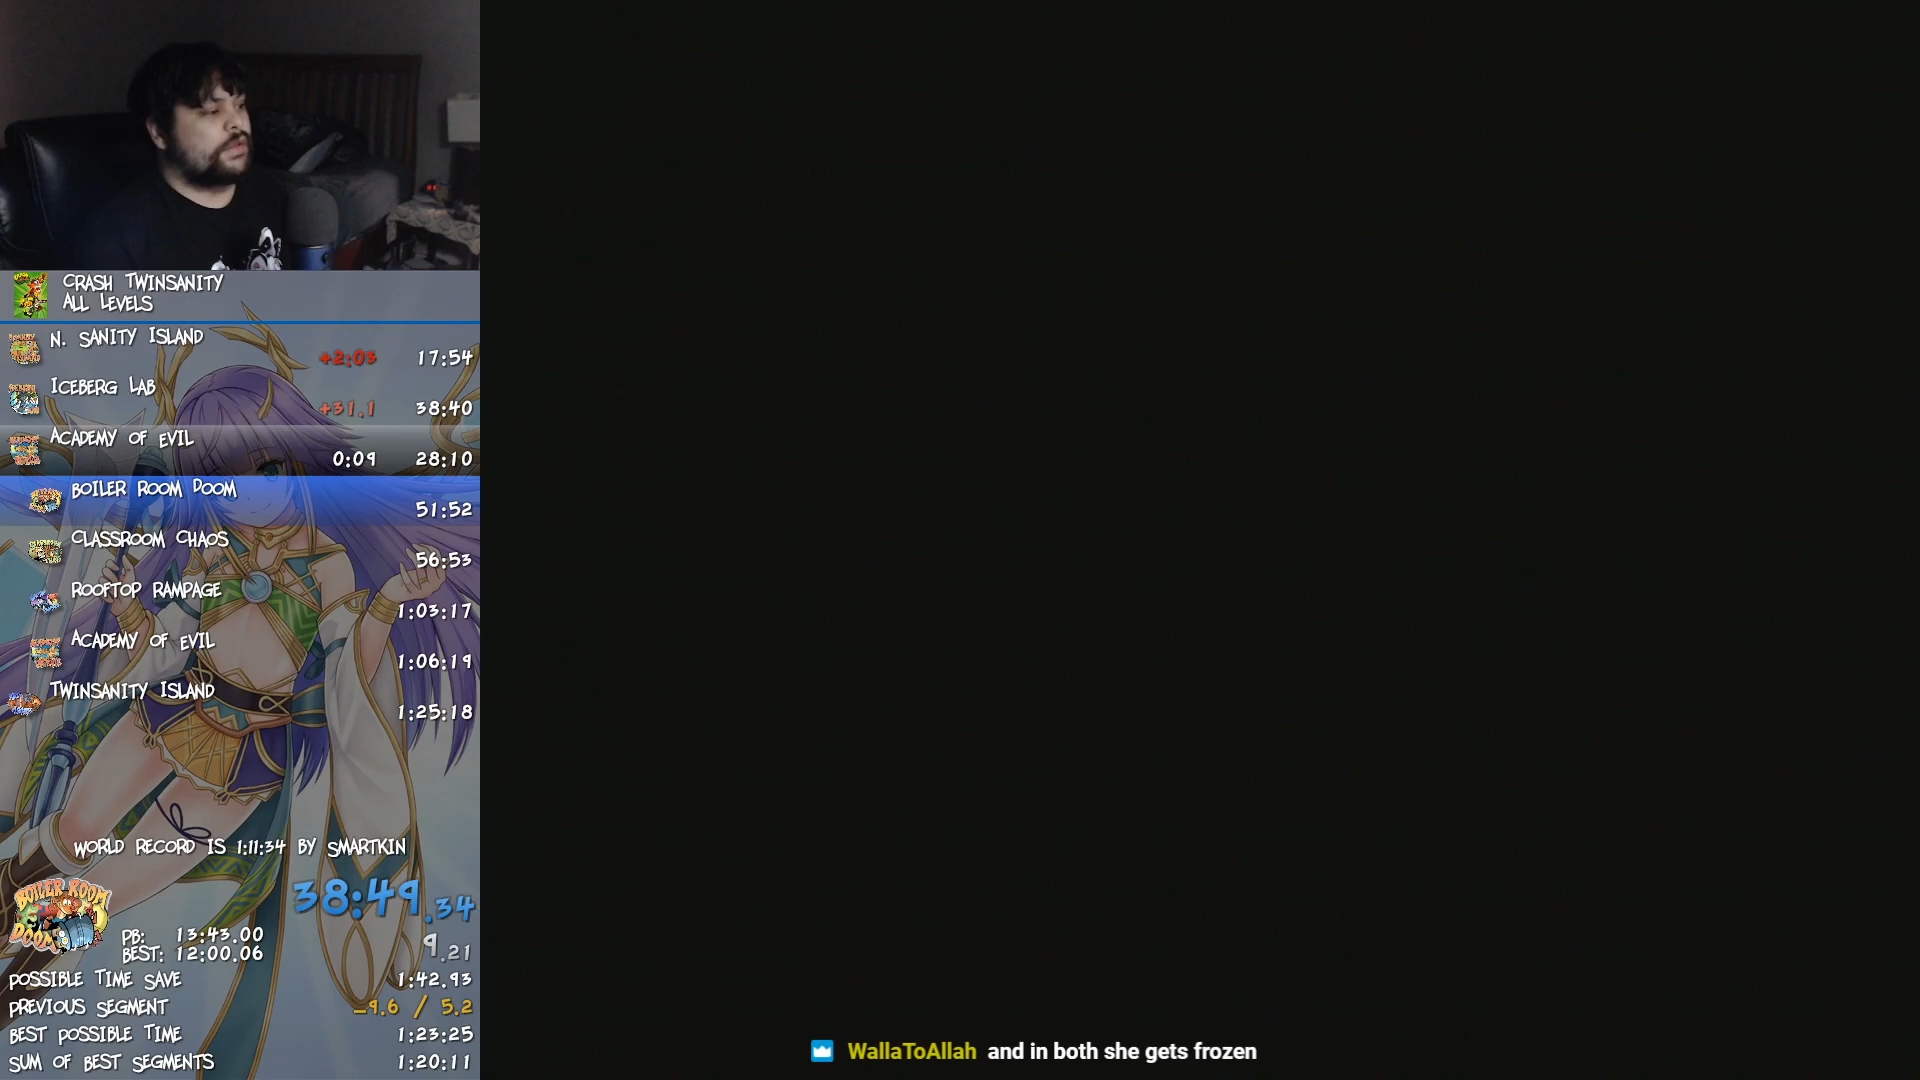 CRASH TWINSANITY
ALL LEVELS
N. SANITY ISLAND
+2:03 17:54
ICEBERG LAB
+31.1 38:40
ACADEMY OF EVIL
0:09 28:10
BOILER ROOM DOOM
51:52
CLASSROOM CHAOS
56:53
ROOFTOP RAMPAGE
1:03:17
ACADEMY OF EVIL
1:06:19
TWINSANITY ISLAND
1:25:18
WORLD RECORD IS 1:11:34 BY SMARTKIN
38:49.34
BOILER ROOM DOOM
PB: 13:43.00
9.21
BEST: 12:00.06
POSSIBLE TIME SAVE 1:42.93
PREVIOUS SEGMENT -9.6 / 5.2
BEST POSSIBLE TIME 1:23:25
SUM OF BEST SEGMENTS 1:20:11
WallaToAllah and in both she gets frozen